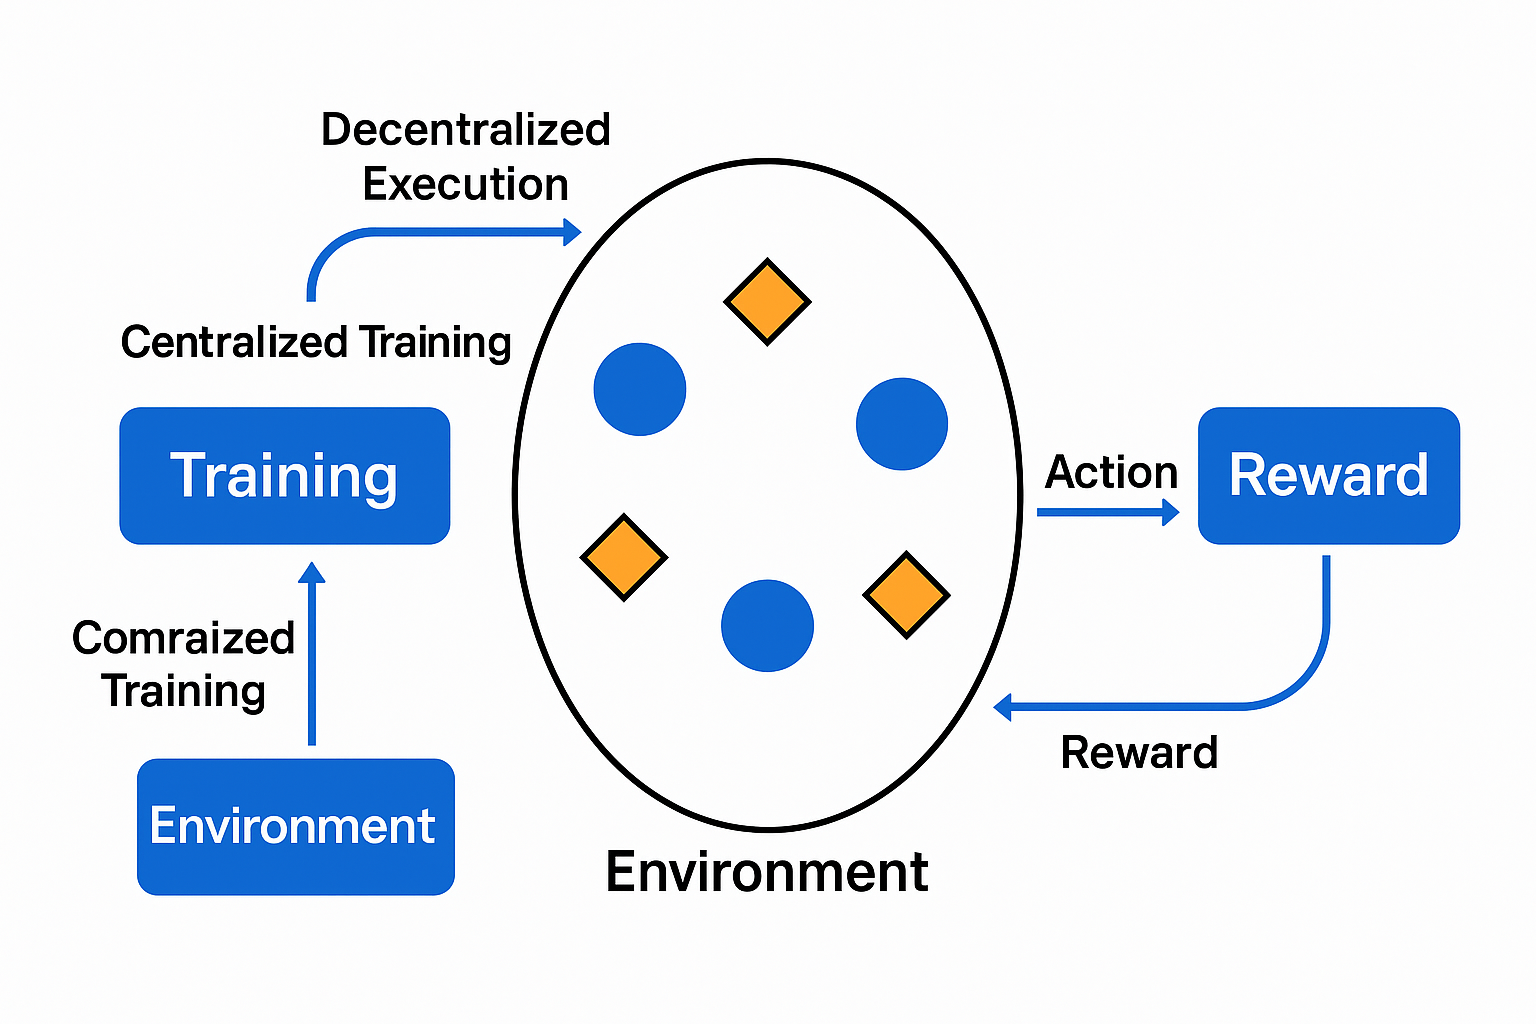 Decentralized
Execution
Centralized Training
Training
Comraized
Training
Environment
Environment
Action
Reward
Reward